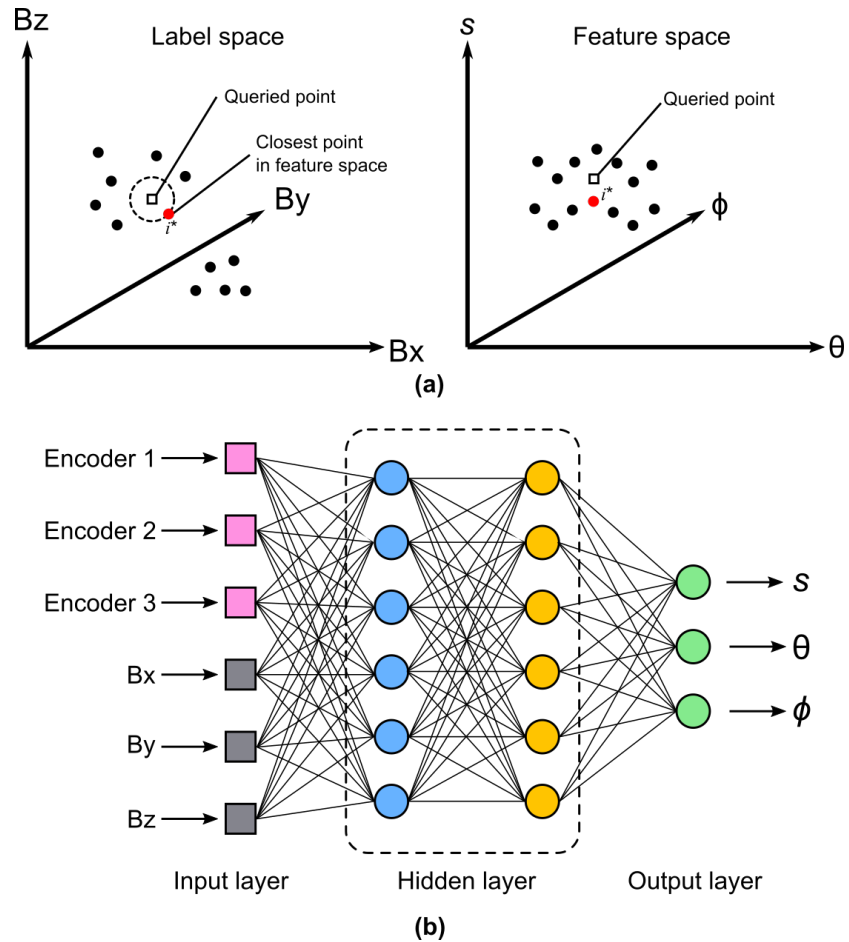 Bz
Label space
Queried point
Closest point
in feature space
i*
By
Bx
s
Feature space
Queried point
i*
ϕ
θ
(a)
Encoder 1
Encoder 2
Encoder 3
Bx
By
Bz
s
θ
ϕ
Input layer
Hidden layer
Output layer
(b)